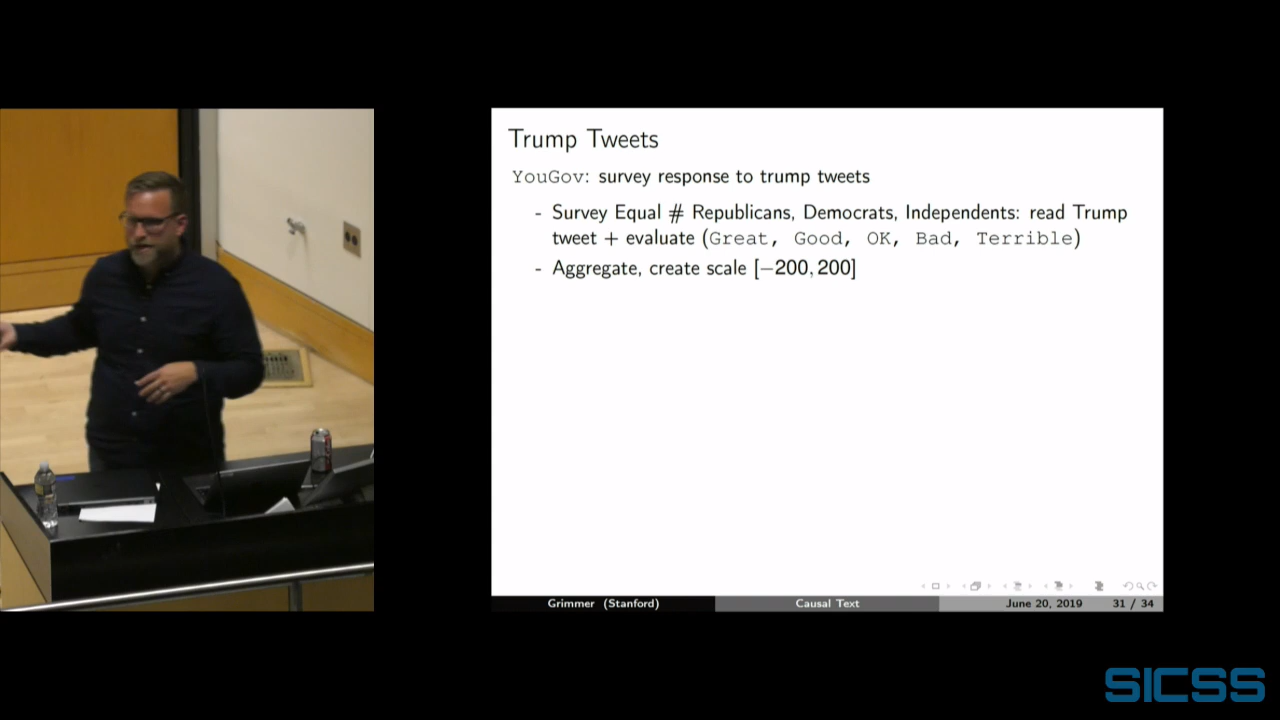 Trump Tweets
YouGov: survey response to trump tweets
- Survey Equal # Republicans, Democrats, Independents: read Trump
tweet + evaluate (Great, Good, OK, Bad, Terrible)
- Aggregate, create scale [−200, 200]
Grimmer (Stanford) Causal Text June 20, 2019 31 / 34
SICSS